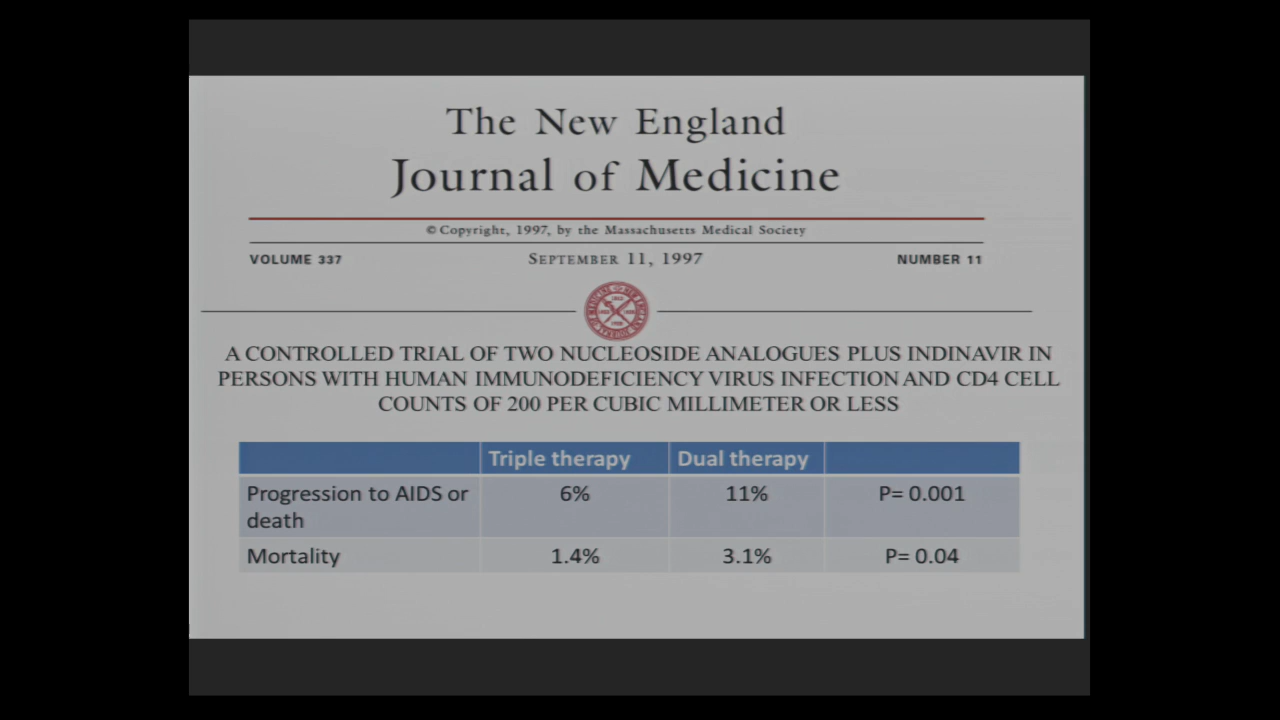 The New England
Journal of Medicine
© Copyright, 1997, by the Massachusetts Medical Society
VOLUME 337
SEPTEMBER 11, 1997
NUMBER 11
A CONTROLLED TRIAL OF TWO NUCLEOSIDE ANALOGUES PLUS INDINAVIR IN
PERSONS WITH HUMAN IMMUNODEFICIENCY VIRUS INFECTION AND CD4 CELL
COUNTS OF 200 PER CUBIC MILLIMETER OR LESS
Triple therapy
Dual therapy
Progression to AIDS or
death
6%
11%
P= 0.001
Mortality
1.4%
3.1%
P= 0.04